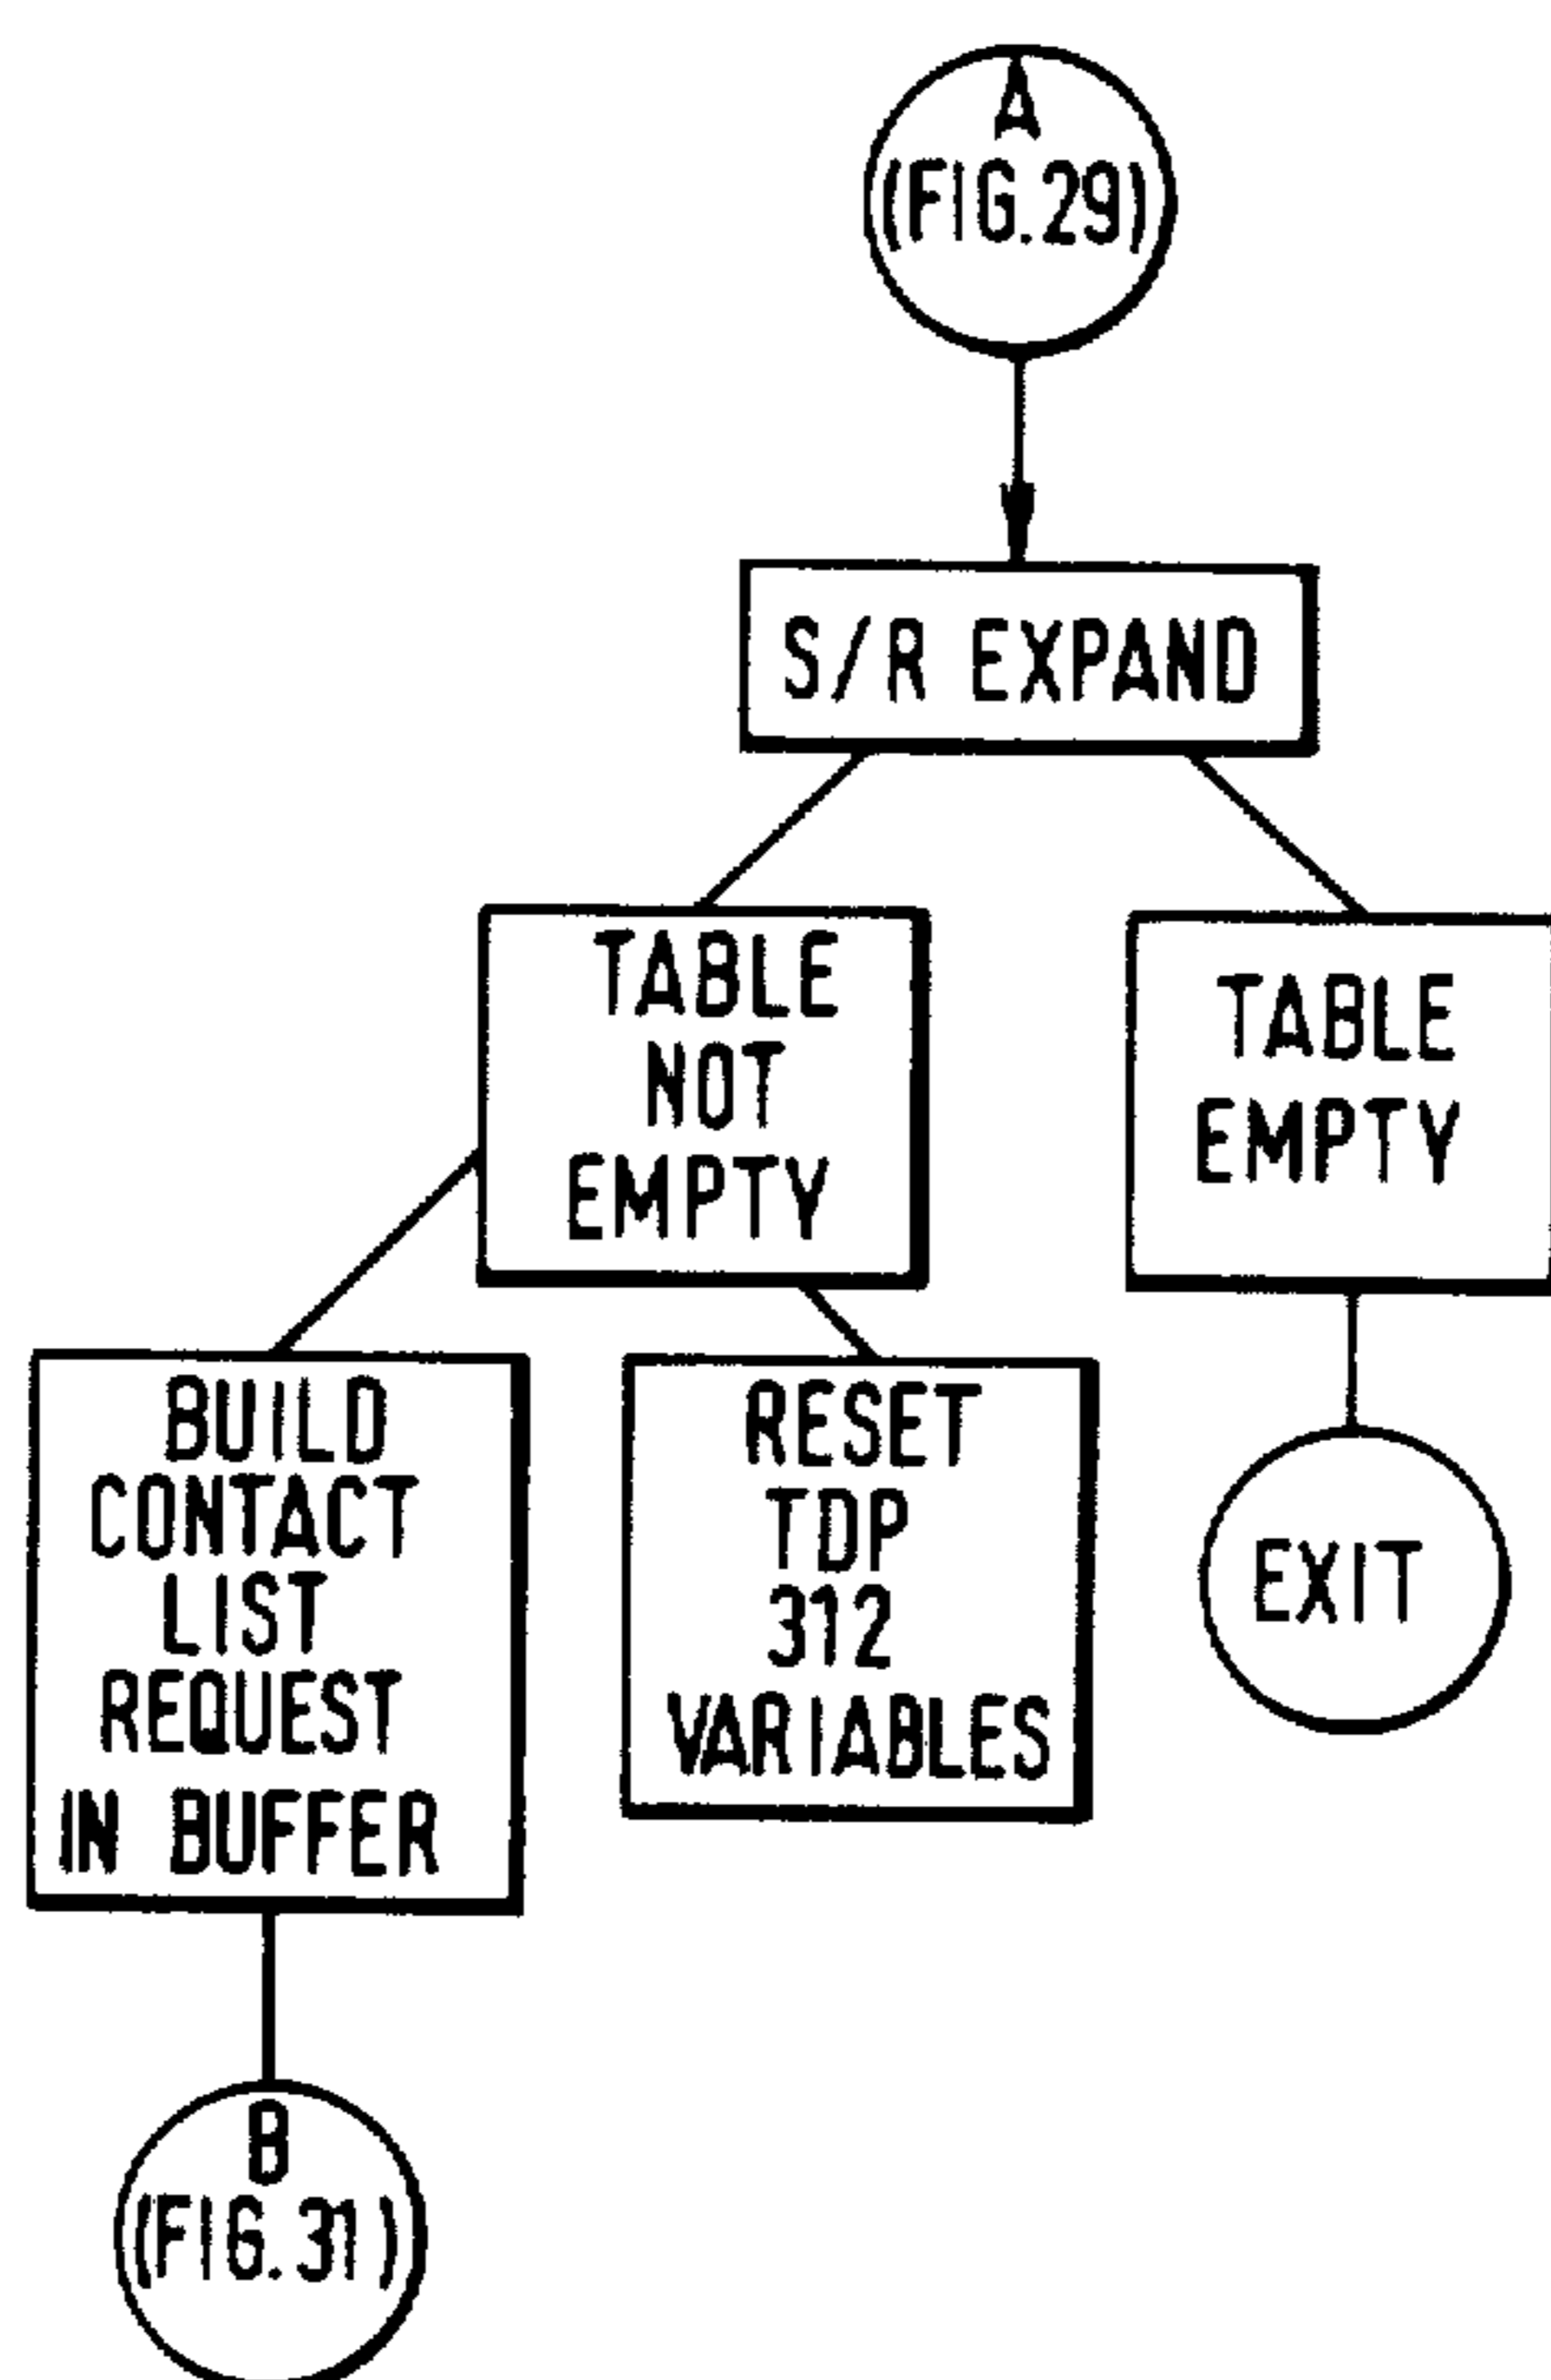 A
(FIG.29)
S/R EXPAND
TABLE
NOT
EMPTY
TABLE
EMPTY
BUILD
CONTACT
LIST
REQUEST
IN BUFFER
RESET
TDP
312
VARIABLES
EXIT
B
(FIG.31)